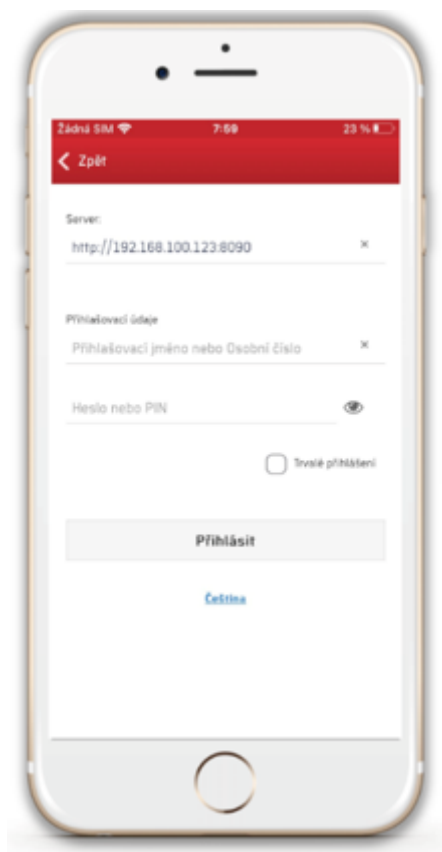 Žádná SIM 7:59 23 %
Zpět
Server:
http://192.168.100.123:8090 ×
Přihlašovací údaje
Přihlašovací jméno nebo Osobní číslo ×
Heslo nebo PIN
Trvalé přihlášení
Přihlásit
Čeština